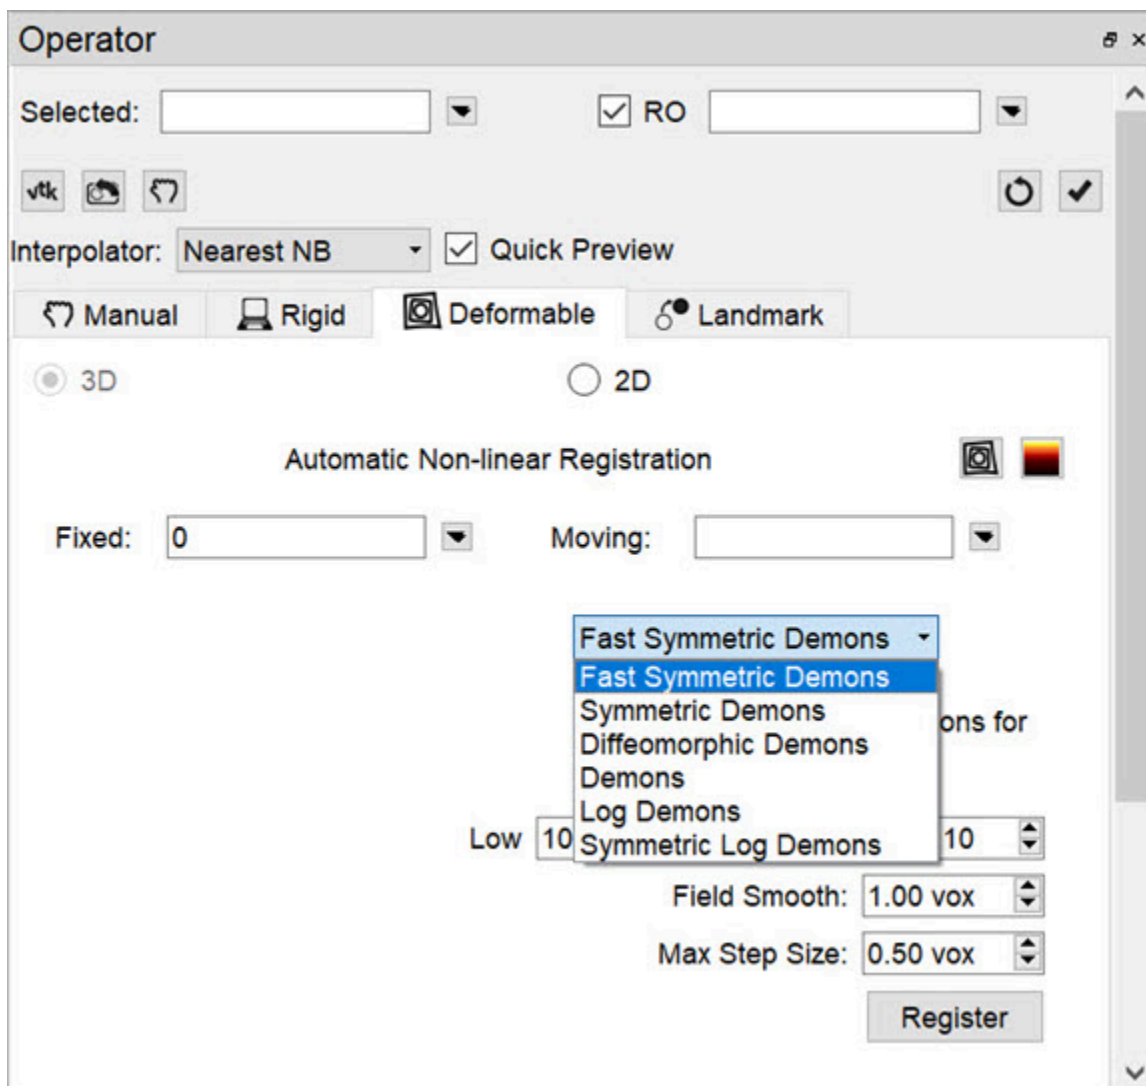 Operator
Selected: RO
vtk
Interpolator: Nearest NB Quick Preview
Manual Rigid Deformable Landmark
3D 2D
Automatic Non-linear Registration
Fixed: 0 Moving:
Fast Symmetric Demons
Fast Symmetric Demons
Symmetric Demons
ons for
Diffeomorphic Demons
Demons
Log Demons
Low 10 10
Symmetric Log Demons
Field Smooth: 1.00 vox
Max Step Size: 0.50 vox
Register